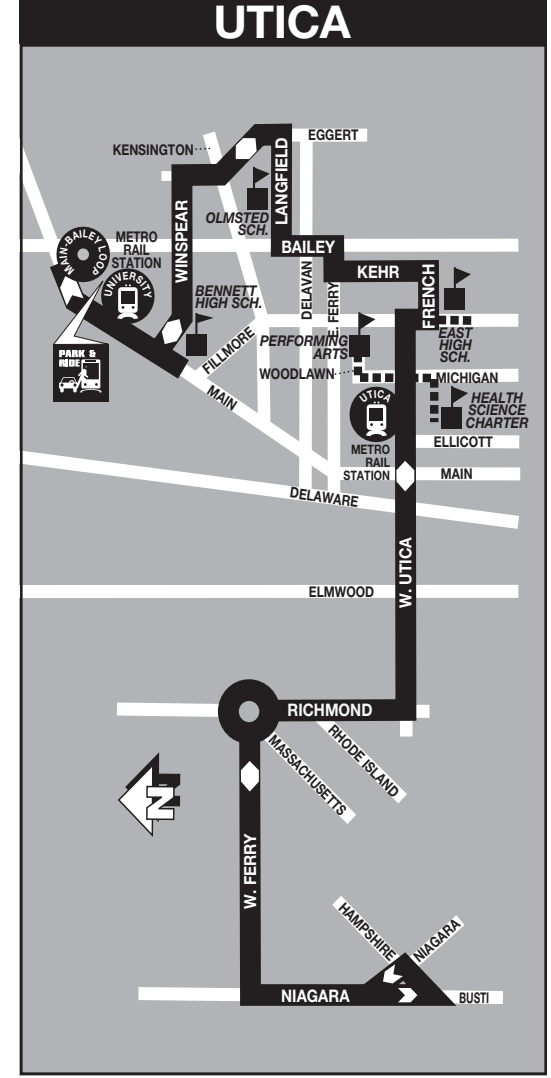 UTICA
EGGERT
KENSINGTON
LANGFIELD
OLMSTED
SCH.
WINSPEAR
MAIN-BAILEY LOOP
METRO
RAIL
STATION
UNIVERSITY
BAILEY
KEHR
FRENCH
DELAVAN
E. FERRY
BENNETT
HIGH SCH.
FILLMORE
PERFORMING
ARTS
EAST
HIGH
SCH.
PARK &
RIDE
WOODLAWN
MICHIGAN
MAIN
UTICA
HEALTH
SCIENCE
CHARTER
METRO
RAIL
STATION
ELLICOTT
MAIN
DELAWARE
W. UTICA
ELMWOOD
RICHMOND
RHODE ISLAND
MASSACHUSETTS
N
W. FERRY
HAMPSHIRE
NIAGARA
NIAGARA
BUSTI